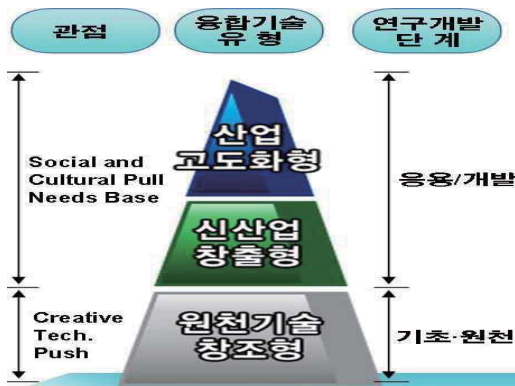 관점
융합기술
유 형
연구개발
단 계
산업
고도화형
Social and
Cultural Pull
Needs Base
응용/개발
신산업
창출형
Creative
Tech.
Push
원천기술
창조형
기초·원천